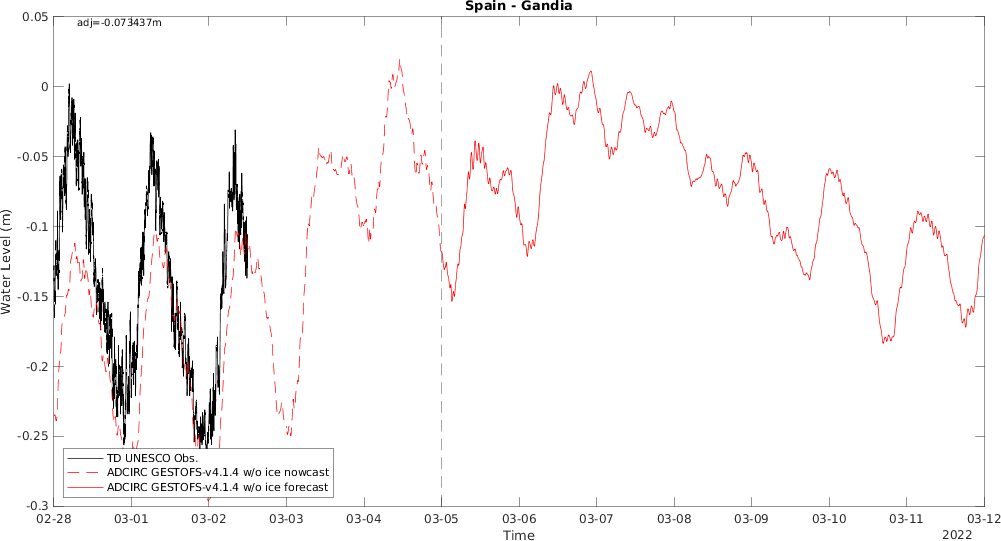 Spain - Gandia
adj=-0.073437m
0.05
0
-0.05
-0.1
-0.15
-0.2
-0.25
-0.3
Water Level (m)
TD UNESCO Obs.
ADCIRC GESTOFS-v4.1.4 w/o ice nowcast
ADCIRC GESTOFS-v4.1.4 w/o ice forecast
02-28 03-01 03-02 03-03 03-04 03-05 03-06 03-07 03-08 03-09 03-10 03-11 03-12
Time
2022